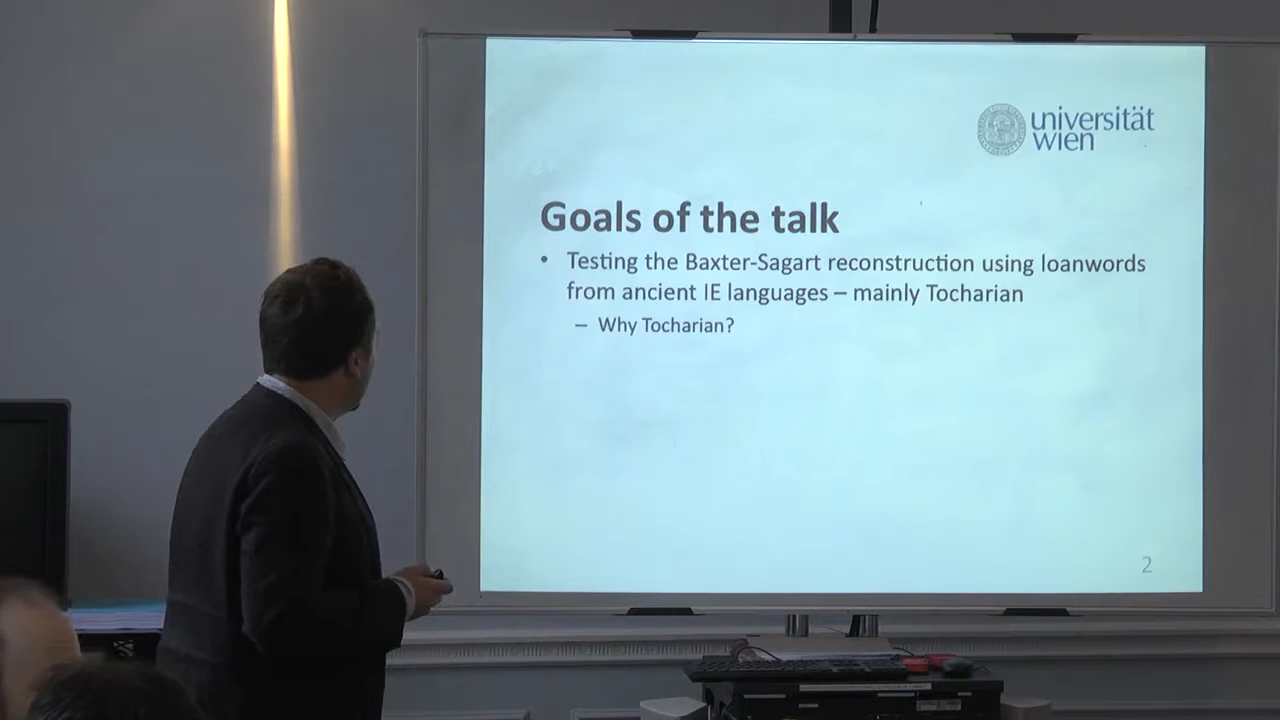 universität
wien
Goals of the talk
• Testing the Baxter-Sagart reconstruction using loanwords
from ancient IE languages – mainly Tocharian
– Why Tocharian?
2